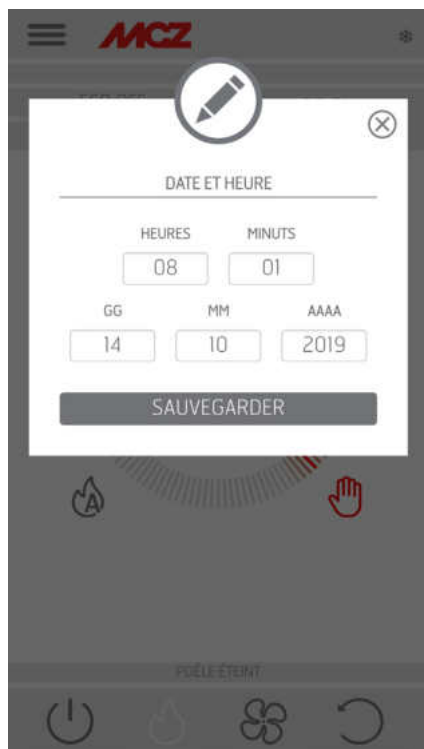 MCZ
DATE ET HEURE
HEURES MINUTS
08 01
GG MM AAAA
14 10 2019
SAUVEGARDER
A
POÊLE ÉTEINT